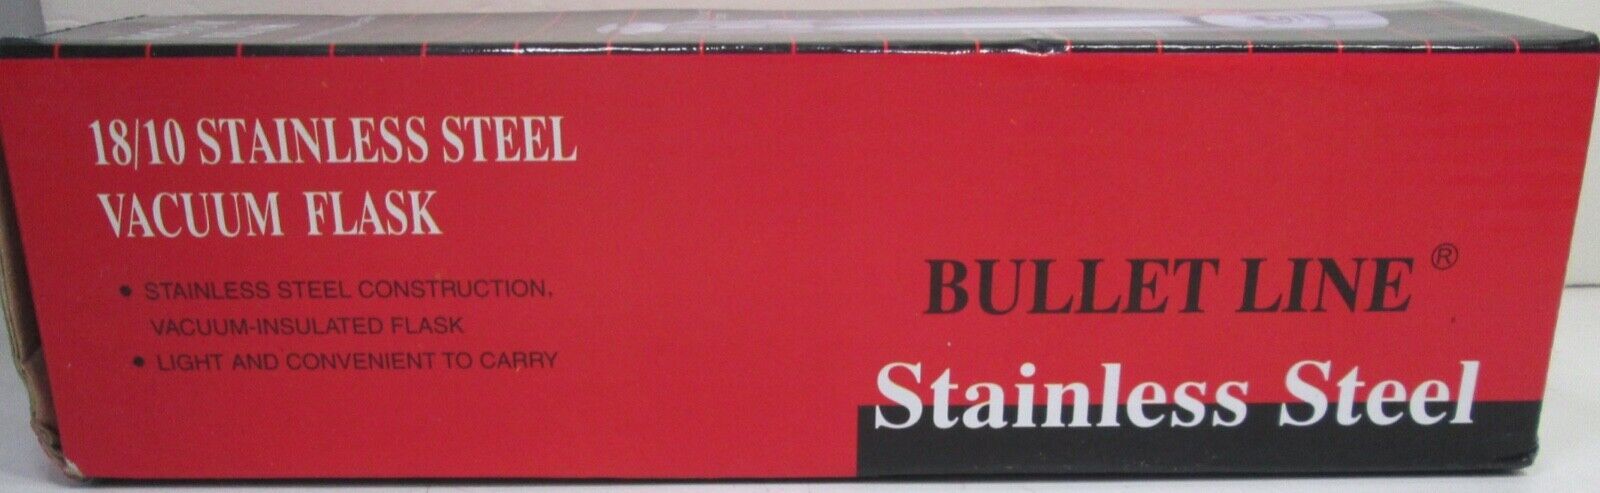 18/10 STAINLESS STEEL
VACUUM FLASK
• STAINLESS STEEL CONSTRUCTION,
VACUUM-INSULATED FLASK
• LIGHT AND CONVENIENT TO CARRY
BULLET LINE ®
Stainless Steel